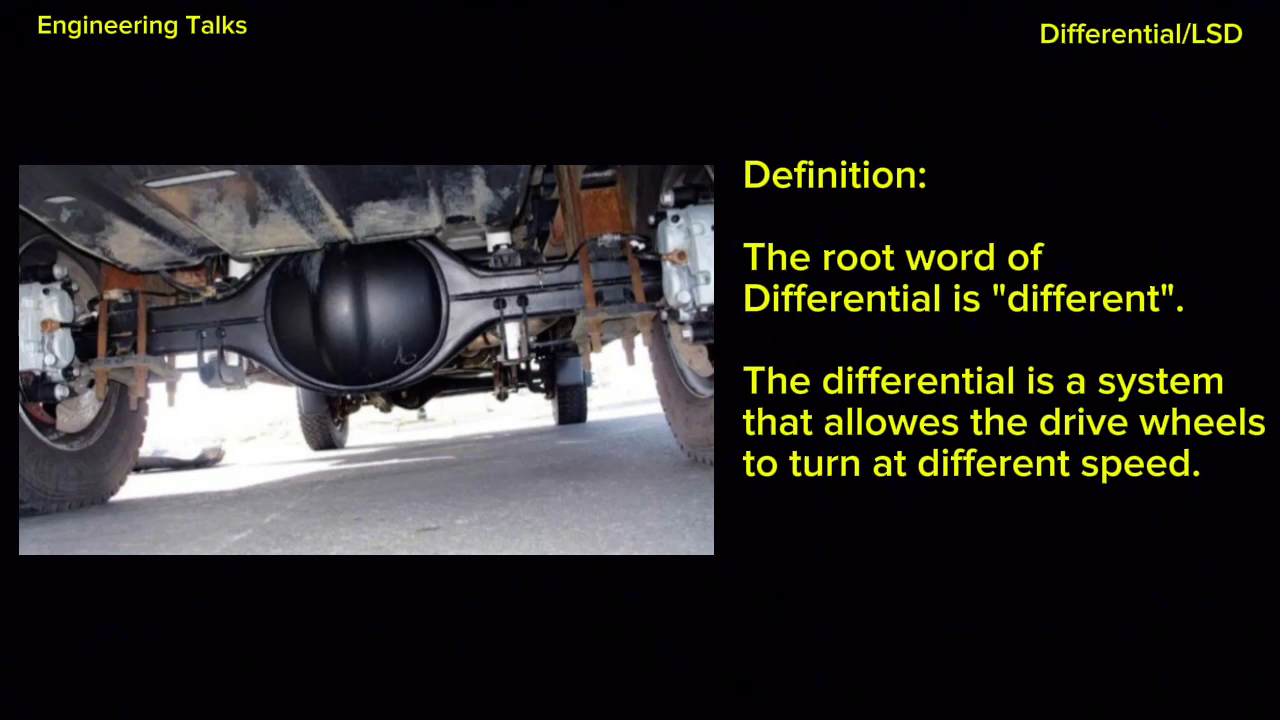 Engineering Talks
Differential/LSD
Definition:
The root word of
Differential is "different".
The differential is a system
that allowes the drive wheels
to turn at different speed.